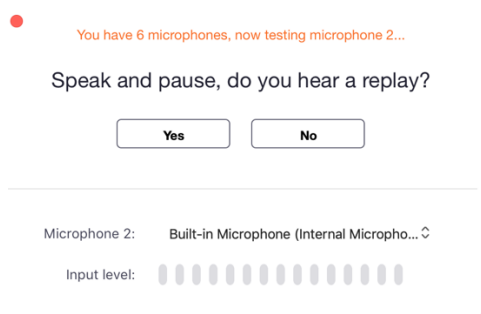 You have 6 microphones, now testing microphone 2...
Speak and pause, do you hear a replay?
Yes No
Microphone 2: Built-in Microphone (Internal Micropho...
Input level: